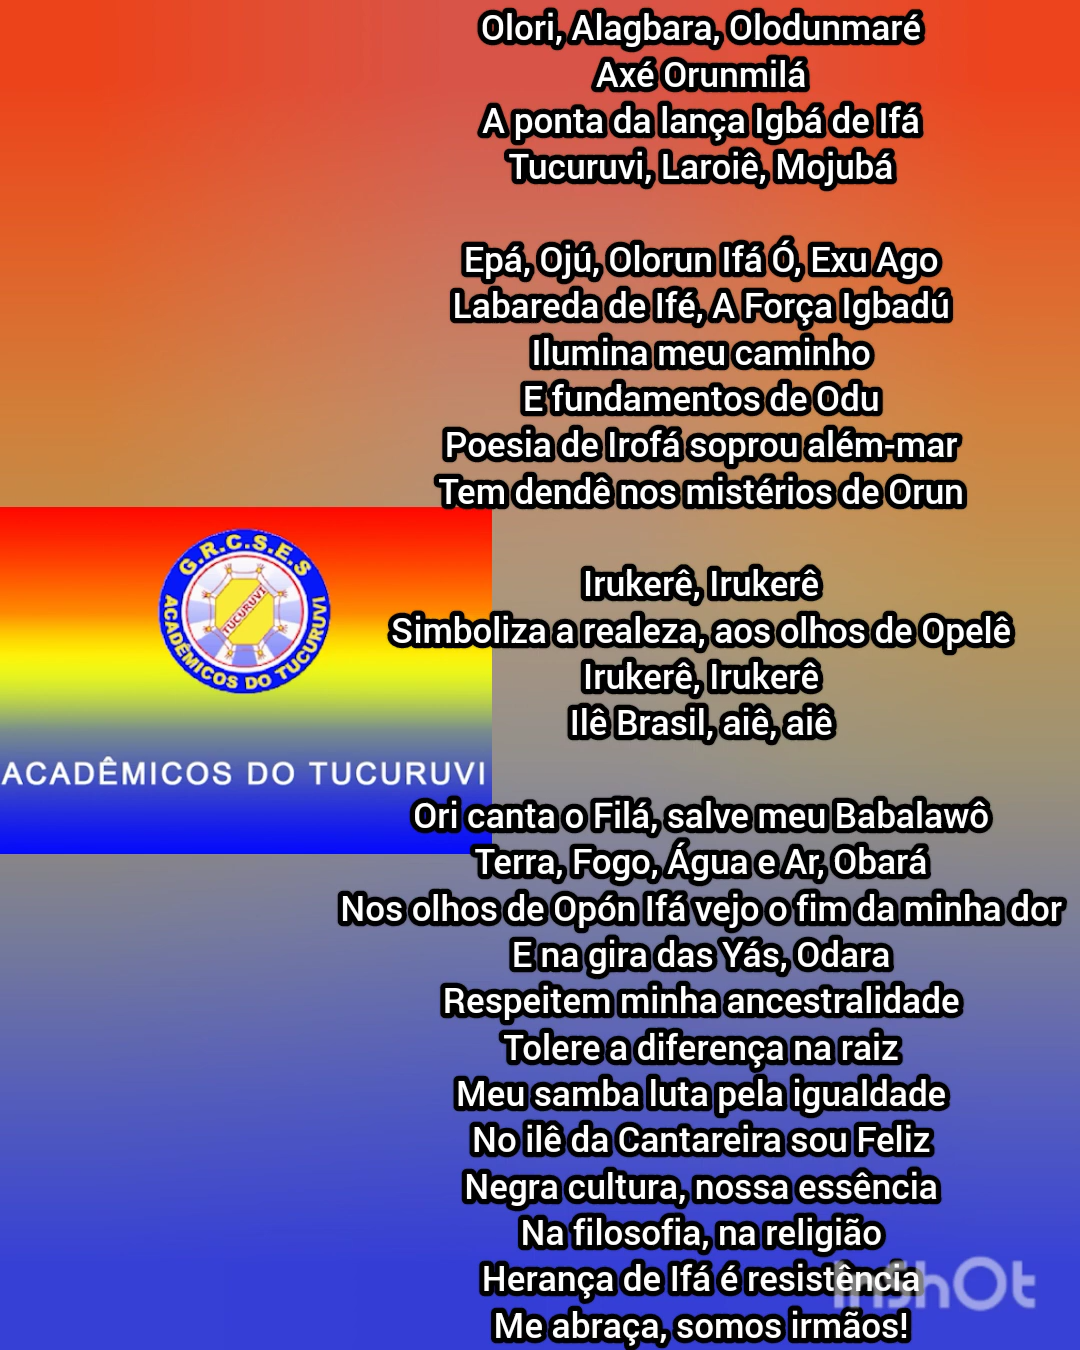 Olori, Alagbara, Olodunmaré
Axé Orunmilá
A ponta da lança Igbá de Ifá
Tucuruvi, Laroiê, Mojubá
Epá, Ojú, Olorun Ifá Ó, Exu Ago
Labareda de Ifé, A Força Igbadú
Ilumina meu caminho
E fundamentos de Odu
Poesia de Irofá soprou além-mar
Tem dendê nos mistérios de Orun
Irukerê, Irukerê
Simboliza a realeza, aos olhos de Opelê
Irukerê, Irukerê
Ilê Brasil, aiê, aiê
Ori canta o Filá, salve meu Babalawô
Terra, Fogo, Água e Ar, Obará
Nos olhos de Opón Ifá vejo o fim da minha dor
E na gira das Yás, Odara
Respeitem minha ancestralidade
Tolere a diferença na raiz
Meu samba luta pela igualdade
No ilê da Cantareira sou Feliz
Negra cultura, nossa essência
Na filosofia, na religião
Herança de Ifá é resistência
Me abraça, somos irmãos!
G.R.C.S.E.S
TUCURUVI
ACADÊMICOS DO TUCURUVI
ACADÊMICOS DO TUCURUVI
InShOt